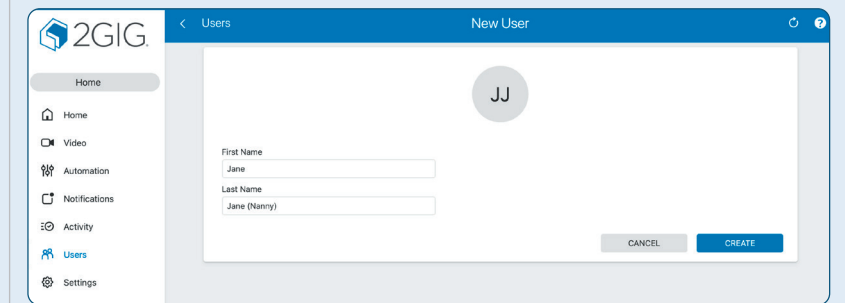 2GIG.
Users
New User
?
Home
Home
Video
Automation
Notifications
Activity
Users
Settings
JJ
First Name
Jane
Last Name
Jane (Nanny)
CANCEL
CREATE